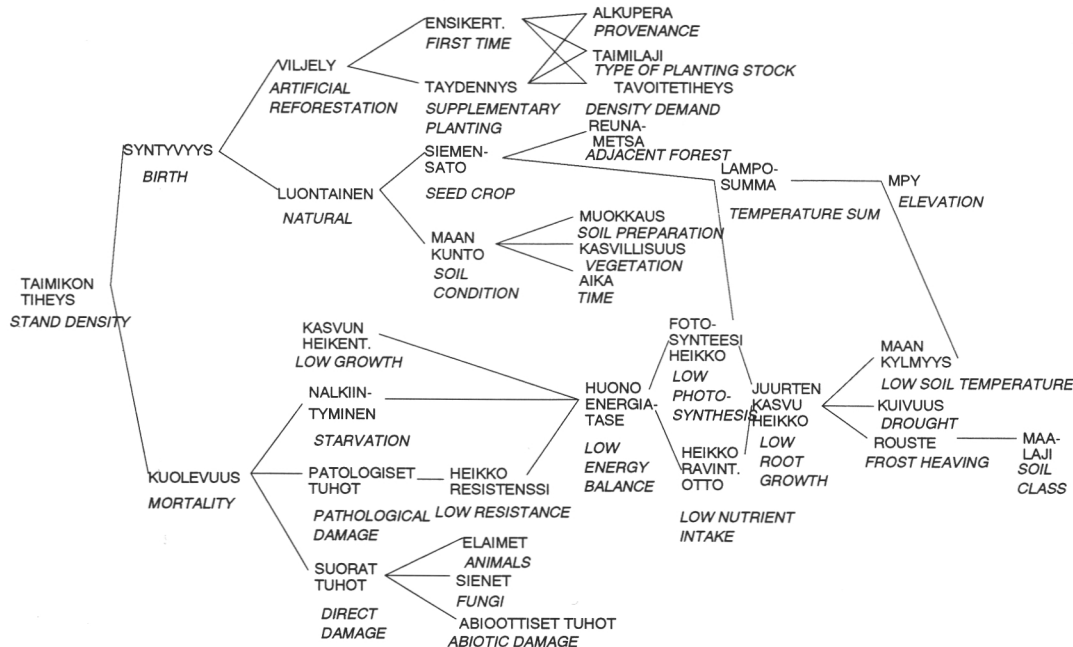 ALKUPERA
PROVENANCE
ENSIKERT.
FIRST TIME
TAIMILAJI
TYPE OF PLANTING STOCK
VILJELY
ARTIFICIAL
REFORESTATION
TAYDENNYS
SUPPLEMENTARY
PLANTING
TAVOITETIHEYS
DENSITY DEMAND
SYNTYVYYS
BIRTH
SIEMEN-
SATO
SEED CROP
REUNA-
METSA
ADJACENT FOREST
LAMPO-
SUMMA
TEMPERATURE SUM
MPY
ELEVATION
LUONTAINEN
NATURAL
MAAN
KUNTO
SOIL
CONDITION
MUOKKAUS
SOIL PREPARATION
KASVILLISUUS
VEGETATION
AIKA
TIME
TAIMIKON
TIHEYS
STAND DENSITY
KASVUN
HEIKENT.
LOW GROWTH
FOTO-
SYNTEESI
HEIKKO
LOW
PHOTO-
SYNTHESIS
MAAN
KYLMYYS
LOW SOIL TEMPERATURE
NALKIIN-
TYMINEN
STARVATION
HUONO
ENERGIA-
TASE
LOW
ENERGY
BALANCE
JUURTEN
KASVU
HEIKKO
LOW
ROOT
GROWTH
KUIVUUS
DROUGHT
ROUSTE
FROST HEAVING
MAA-
LAJI
SOIL
CLASS
KUOLEVUUS
MORTALITY
PATOLOGISET
TUHOT
PATHOLOGICAL
DAMAGE
HEIKKO
RESISTENSSI
LOW RESISTANCE
HEIKKO
RAVINT.
OTTO
LOW NUTRIENT
INTAKE
SUORAT
TUHOT
DIRECT
DAMAGE
ELAIMET
ANIMALS
SIENET
FUNGI
ABIOOTTISET TUHOT
ABIOTIC DAMAGE